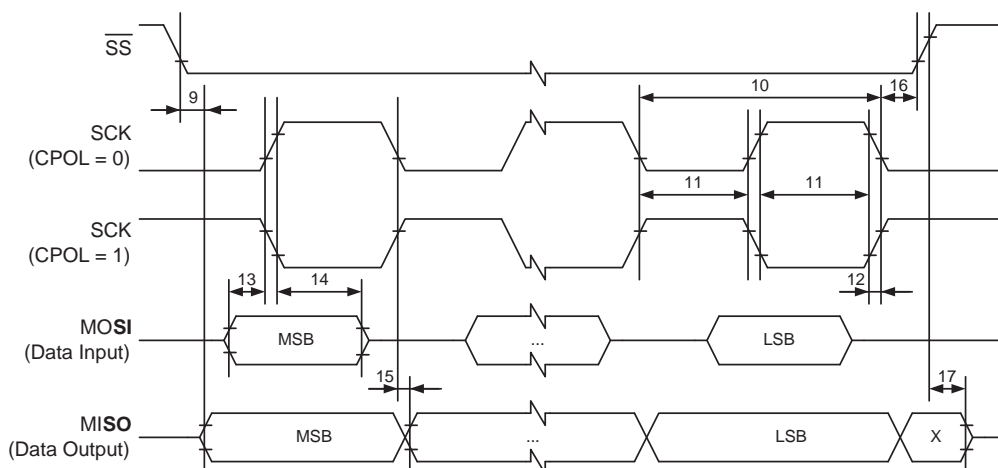 SS
9
10
16
SCK
(CPOL = 0)
11
11
SCK
(CPOL = 1)
13
14
12
MOSI
(Data Input)
MSB
...
LSB
15
17
MISO
(Data Output)
MSB
...
LSB
X